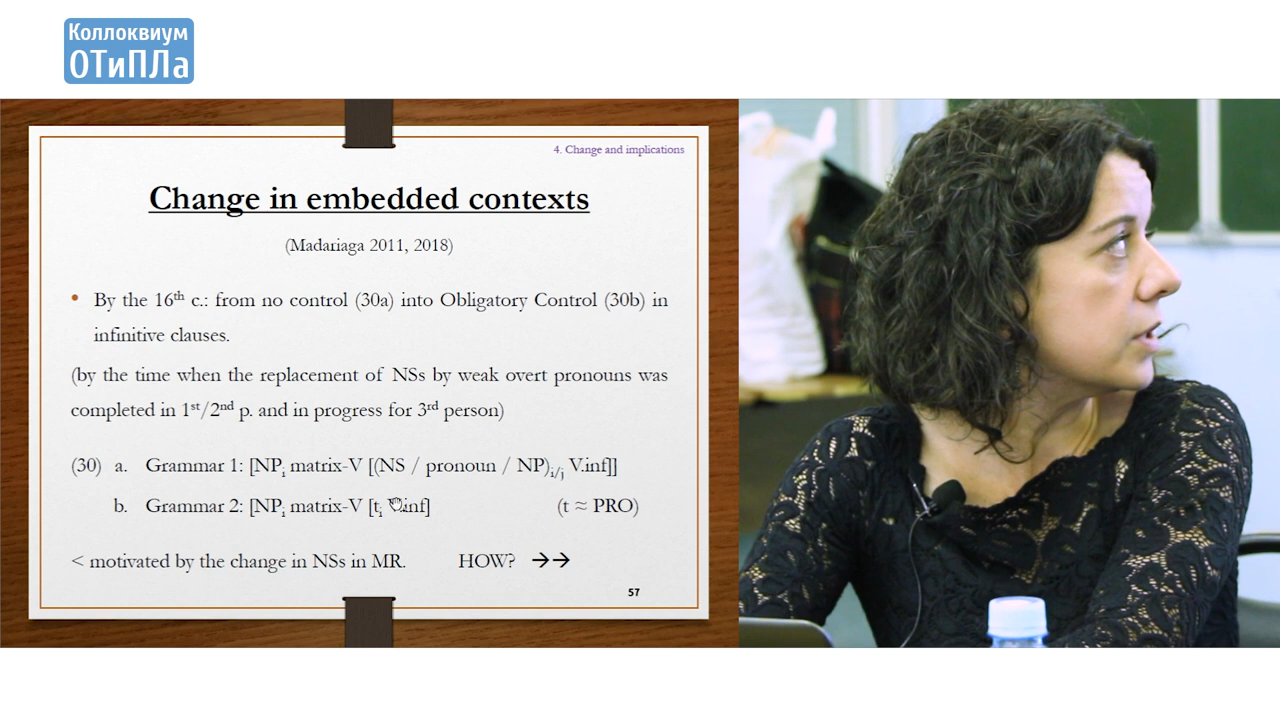 Коллоквиум
ОТиПЛа
4. Change and implications
Change in embedded contexts
(Madariaga 2011, 2018)
• By the 16th c.: from no control (30a) into Obligatory Control (30b) in
infinitive clauses.
(by the time when the replacement of NSs by weak overt pronouns was
completed in 1st/2nd p. and in progress for 3rd person)
(30) a. Grammar 1: [NPi matrix-V [(NS / pronoun / NP)i/j V.inf]]
b. Grammar 2: [NPi matrix-V [ti V.inf] (t ≈ PRO)
< motivated by the change in NSs in MR. HOW? →→
57